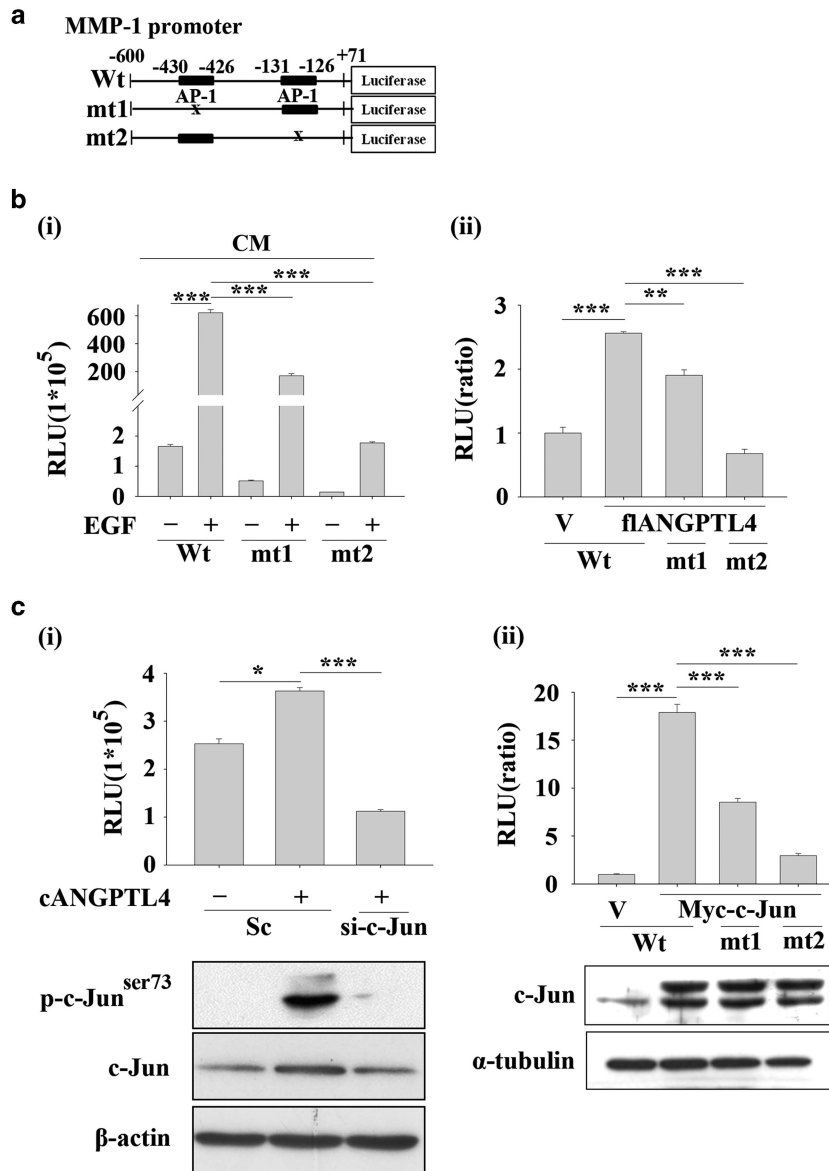 a
MMP-1 promoter
-600 -430 -426 -131 -126 +71
Wt Luciferase
AP-1 AP-1
mt1 x Luciferase
mt2 x Luciferase
b
(i)
CM
*** *** ***
RLU(1*10^5)
600
400
200
2
1
0
EGF − + − + − +
Wt mt1 mt2
(ii)
*** ** ***
RLU(ratio)
3
2
1
0
V flANGPTL4
Wt mt1 mt2
c
(i)
* ***
RLU(1*10^5)
4
3
2
1
0
cANGPTL4 − + +
Sc si-c-Jun
p-c-Jun^ser73
c-Jun
β-actin
(ii)
*** *** ***
RLU(ratio)
20
15
10
5
0
V Myc-c-Jun
Wt mt1 mt2
c-Jun
α-tubulin